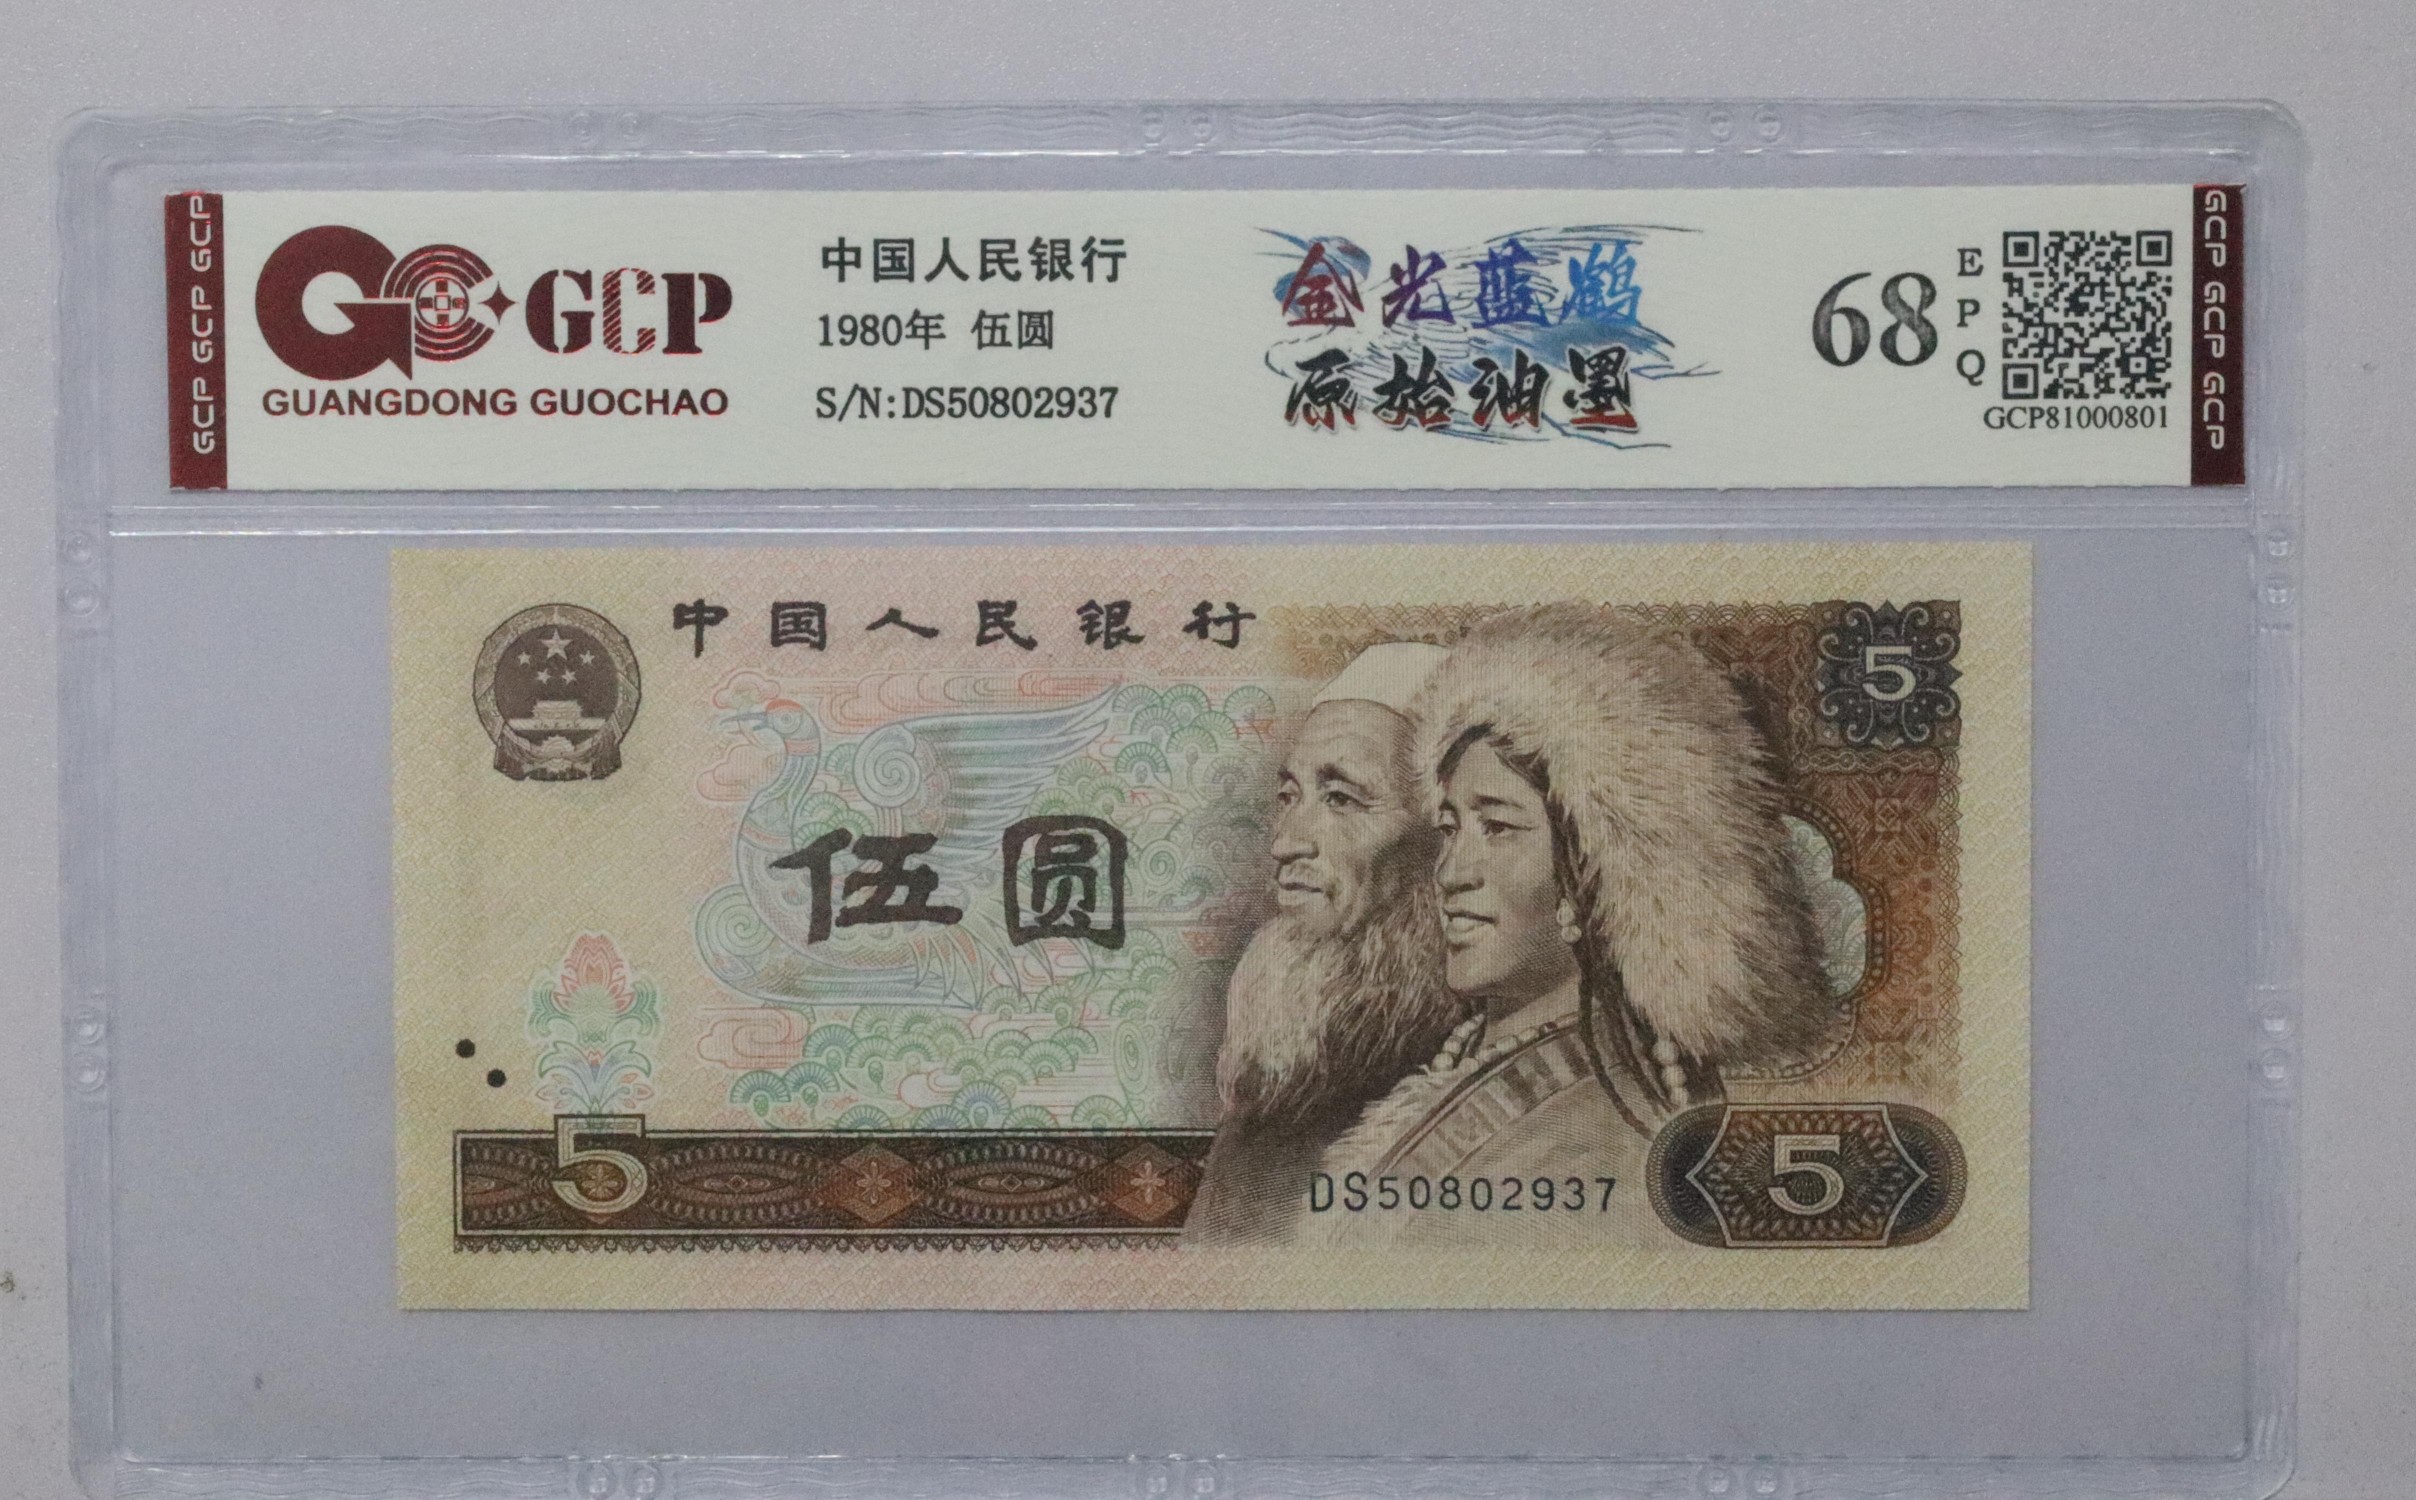 GCP GCP GCP
GCP
GUANGDONG GUOCHAO
中国人民银行
1980年 伍圆
S/N:DS50802937
金光蓝鹤
原始油墨
68
EPQ
GCP81000801
GCP GCP GCP
中国人民银行
5
伍圆
5
DS50802937
5